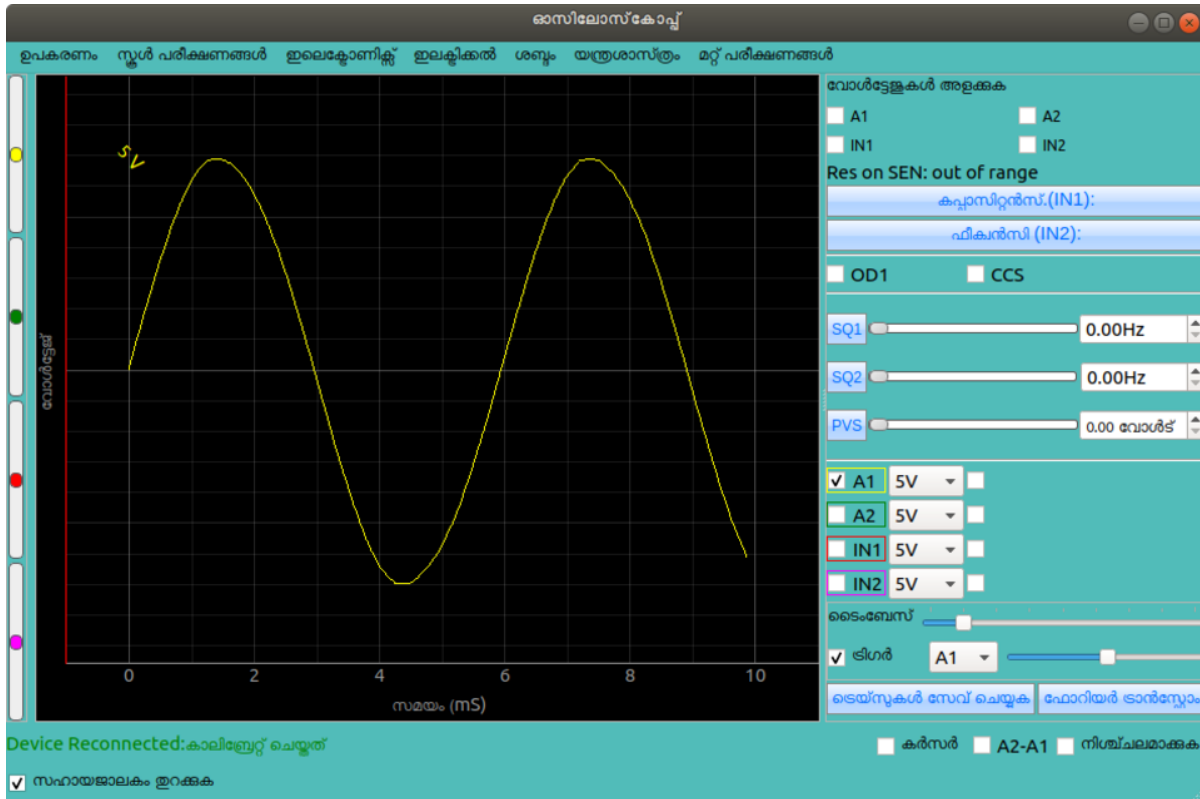 ഓസിലോസ്കോപ്പ്
ഉപകരണം സ്കൂൾ പരീക്ഷണങ്ങൾ ഇലെക്ട്രോണിക്സ് ഇലക്ട്രിക്കൽ ശബ്ദം യന്ത്രശാസ്ത്രം മറ്റ് പരീക്ഷണങ്ങൾ
5V
വോൾട്ടേജ്
0 2 4 6 8 10
സമയം (mS)
വോൾട്ടേജുകൾ അളക്കുക
A1 A2
IN1 IN2
Res on SEN: out of range
കപ്പാസിറ്റൻസ്.(IN1):
ഫ്രീക്വൻസി (IN2):
OD1 CCS
SQ1 0.00Hz
SQ2 0.00Hz
PVS 0.00 വോൾട്
A1 5V
A2 5V
IN1 5V
IN2 5V
ടൈംബേസ്
ട്രിഗർ A1
ട്രെയ്‌സുകൾ സേവ് ചെയ്യുക ഫോറിയർ ട്രാൻസ്ഫോം
Device Reconnected:കാലിബ്രേറ്റ് ചെയ്തത്
കർസർ A2-A1 നിശ്ചലമാക്കുക
സഹായജാലകം തുറക്കുക